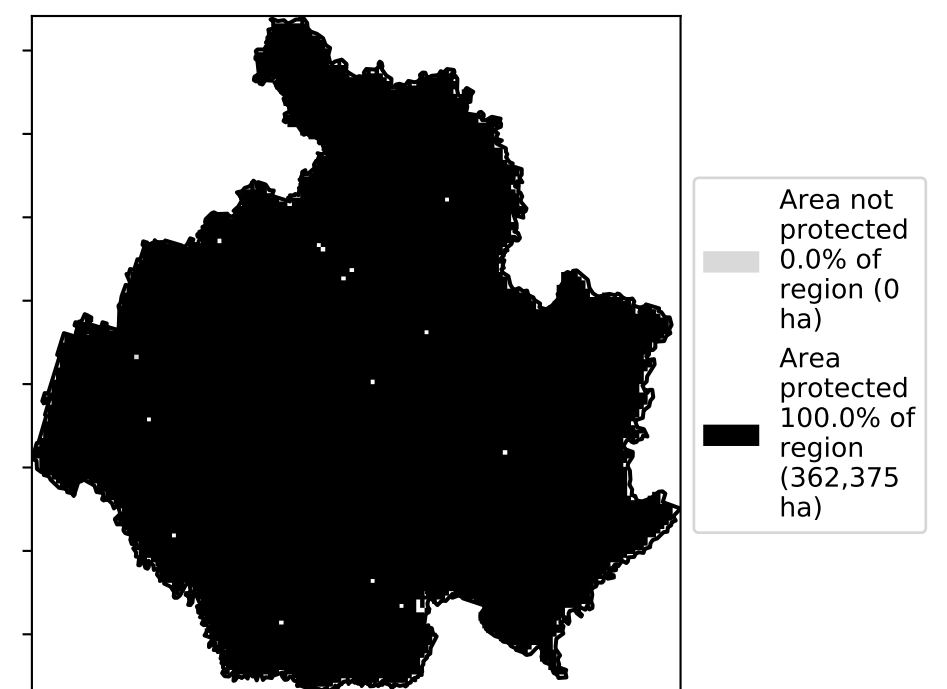 Area not
protected
0.0% of
region (0
ha)
Area
protected
100.0% of
region
(362,375
ha)